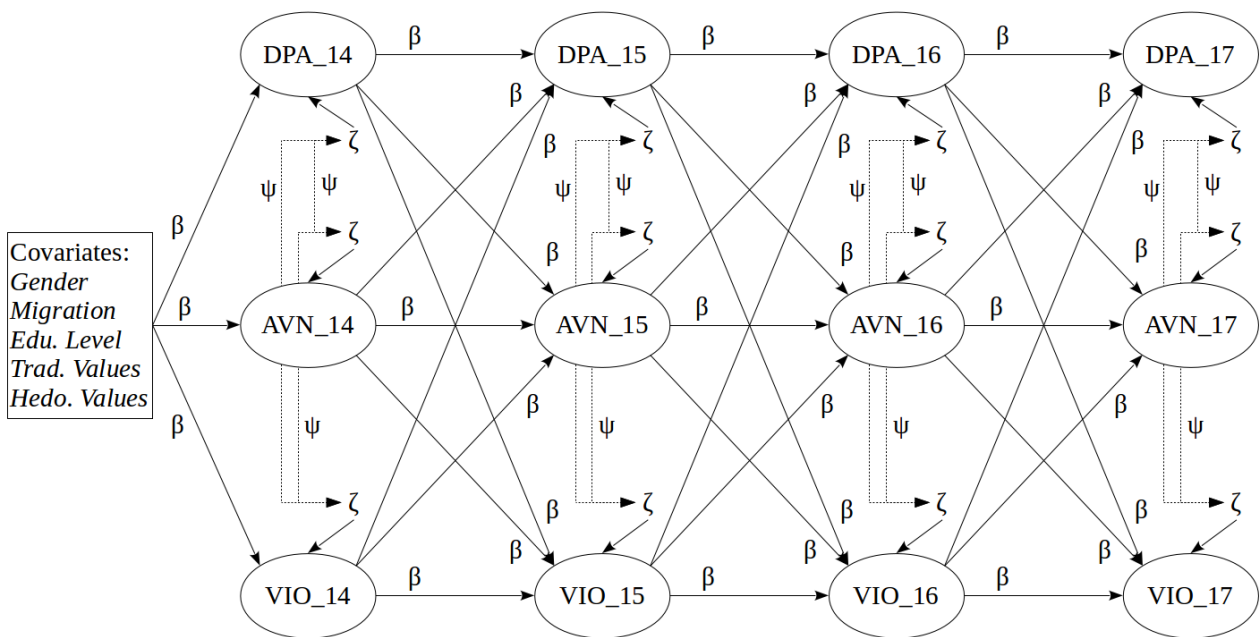 β β β
DPA_14 DPA_15 DPA_16 DPA_17
β β β
ζ ζ ζ ζ
β β β
ψ ψ ψ ψ ψ ψ ψ ψ
β
ζ ζ ζ ζ
Covariates:
β β β
Gender
Migration
β β β β
AVN_14 AVN_15 AVN_16 AVN_17
Edu. Level
Trad. Values
Hedo. Values
β β β
β
ψ ψ ψ ψ
ζ ζ ζ ζ
β β β
β β β
β β β
VIO_14 VIO_15 VIO_16 VIO_17